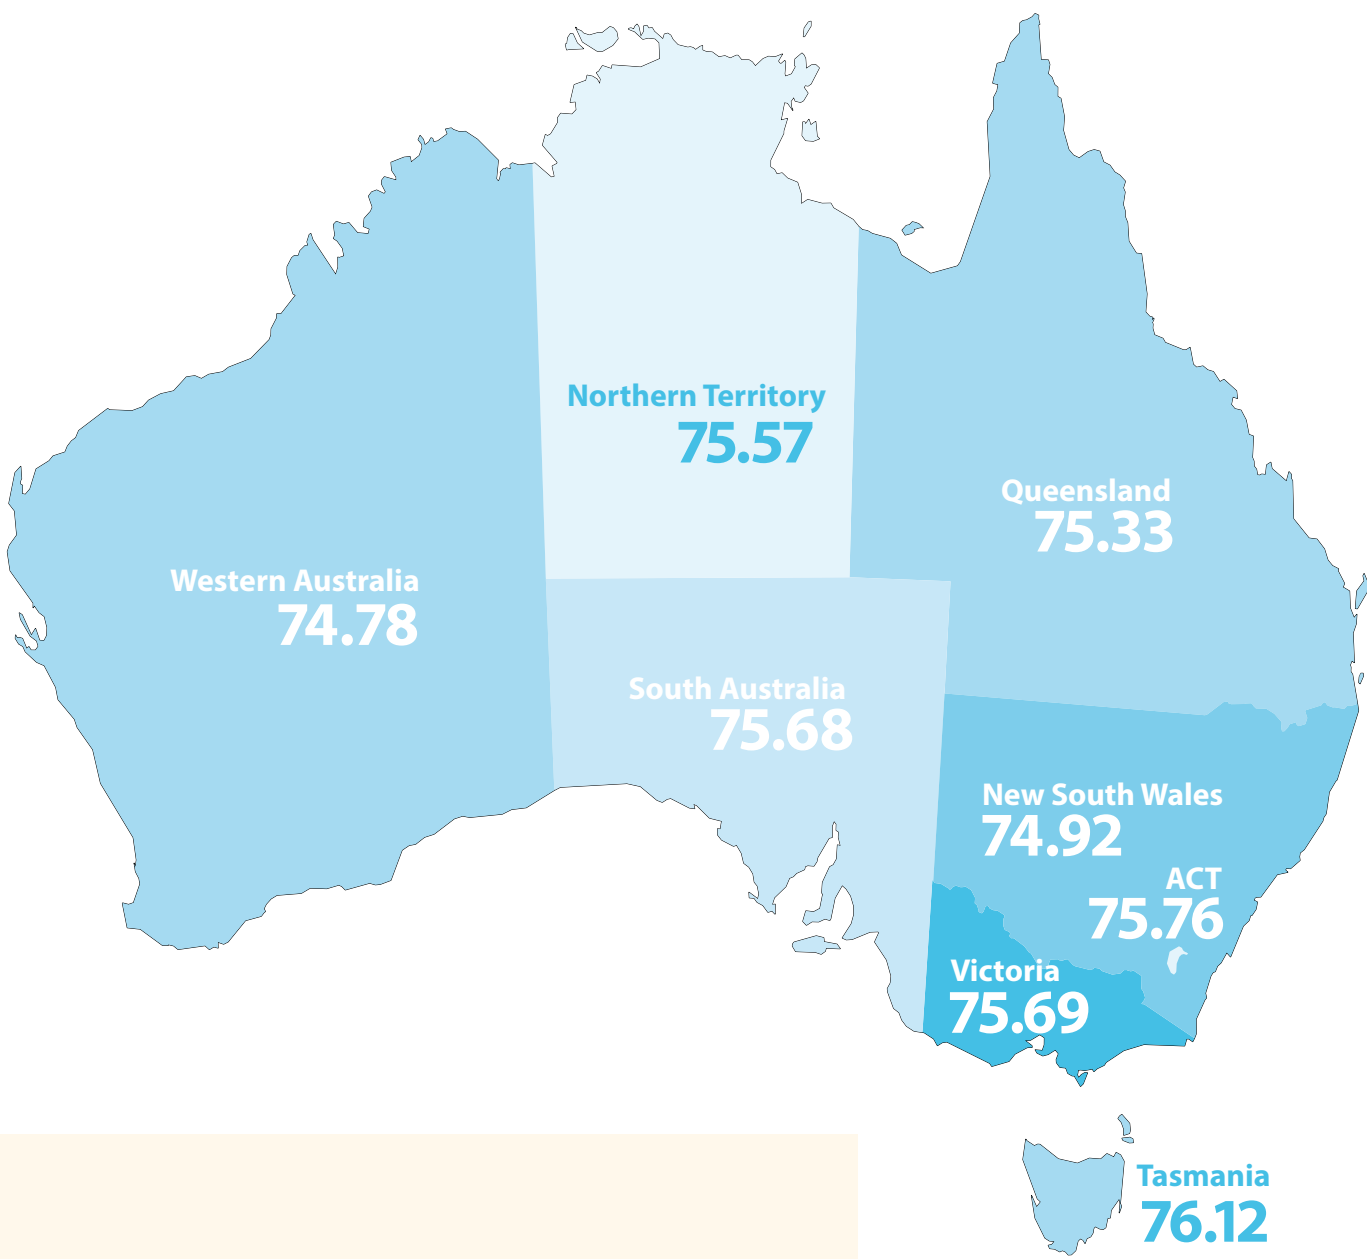 Northern Territory
75.57
Queensland
75.33
Western Australia
74.78
South Australia
75.68
New South Wales
74.92
ACT
75.76
Victoria
75.69
Tasmania
76.12